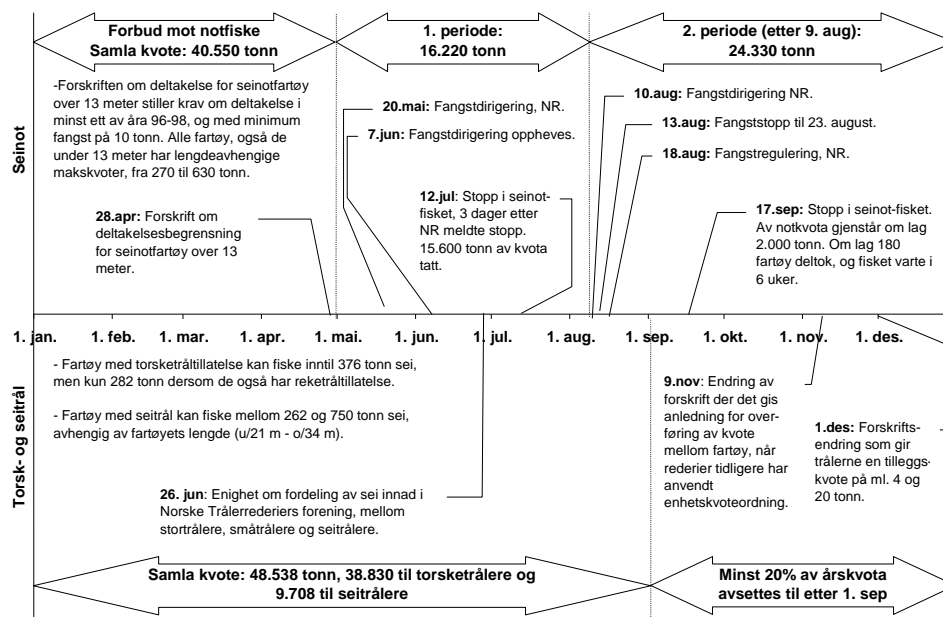 Forbud mot notfiske
Samla kvote: 40.550 tonn
1. periode:
16.220 tonn
2. periode (etter 9. aug):
24.330 tonn
Seinot
-Forskriften om deltakelse for seinotfartøy
over 13 meter stiller krav om deltakelse i
minst ett av åra 96-98, og med minimum
fangst på 10 tonn. Alle fartøy, også de
under 13 meter har lengdeavhengige
makskvoter, fra 270 til 630 tonn.
28.apr: Forskrift om
deltakelsesbegrensning
for seinotfartøy over 13
meter.
20.mai: Fangstdirigering, NR.
7.jun: Fangstdirigering oppheves.
12.jul: Stopp i seinot-
fisket, 3 dager etter
NR meldte stopp.
15.600 tonn av kvota
tatt.
10.aug: Fangstdirigering NR.
13.aug: Fangststopp til 23. august.
18.aug: Fangstregulering, NR.
17.sep: Stopp i seinot-fisket.
Av notkvota gjenstår om lag
2.000 tonn. Om lag 180
fartøy deltok, og fisket varte i
6 uker.
1. jan. 1. feb. 1. mar. 1. apr. 1. mai 1. jun. 1. jul. 1. aug. 1. sep. 1. okt. 1. nov. 1. des.
Torsk- og seitrål
- Fartøy med torsketråltillatelse kan fiske inntil 376 tonn sei,
men kun 282 tonn dersom de også har reketråltillatelse.
- Fartøy med seitrål kan fiske mellom 262 og 750 tonn sei,
avhengig av fartøyets lengde (u/21 m - o/34 m).
26. jun: Enighet om fordeling av sei innad i
Norske Trålerrederiers forening, mellom
stortrålere, småtrålere og seitrålere.
9.nov: Endring av
forskrift der det gis
anledning for over-
føring av kvote
mellom fartøy, når
rederier tidligere har
anvendt
enhetskvoteordning.
1.des: Forskrifts-
endring som gir
trålerne en tilleggs-
kvote på ml. 4 og
20 tonn.
Samla kvote: 48.538 tonn, 38.830 til torsketrålere og
9.708 til seitrålere
Minst 20% av årskvota
avsettes til etter 1. sep